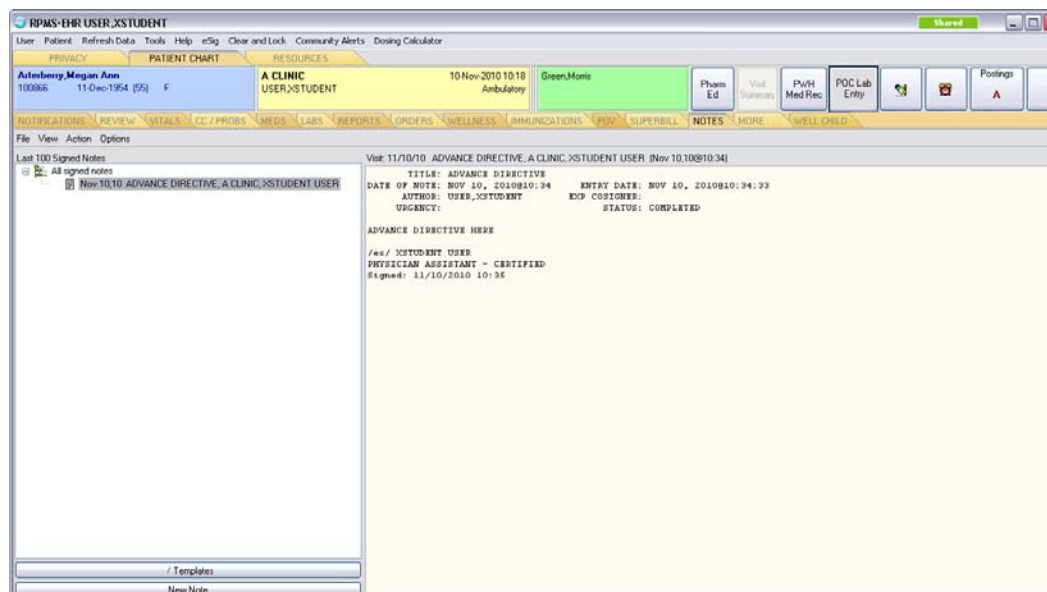 RPMS-EHR USER,XSTUDENT
Shared
User Patient Refresh Data Tools Help eSig Clear and Lock Community Alerts Dosing Calculator
PRIVACY PATIENT CHART RESOURCES
Arterberry,Megan Ann
100866 11-Dec-1954 (55) F
A CLINIC 10-Nov-2010 10:18
USER,XSTUDENT Ambulatory
Green,Morris
Pharm Ed
Visit Summary
PWH Med Rec
POC Lab Entry
Postings
A
NOTIFICATIONS REVIEW VITALS CC / PROBS MEDS LABS REPORTS ORDERS WELLNESS IMMUNIZATIONS POV SUPERBILL NOTES MORE WELL CHILD
File View Action Options
Last 100 Signed Notes
All signed notes
Nov 10,10 ADVANCE DIRECTIVE, A CLINIC, XSTUDENT USER
Visit: 11/10/10 ADVANCE DIRECTIVE, A CLINIC, XSTUDENT USER (Nov 10,10@10:34)
TITLE: ADVANCE DIRECTIVE
DATE OF NOTE: NOV 10, 2010@10:34 ENTRY DATE: NOV 10, 2010@10:34:33
AUTHOR: USER,XSTUDENT EXP COSIGNER:
URGENCY: STATUS: COMPLETED
ADVANCE DIRECTIVE HERE
/es/ XSTUDENT USER
PHYSICIAN ASSISTANT - CERTIFIED
Signed: 11/10/2010 10:35
/ Templates
New Note